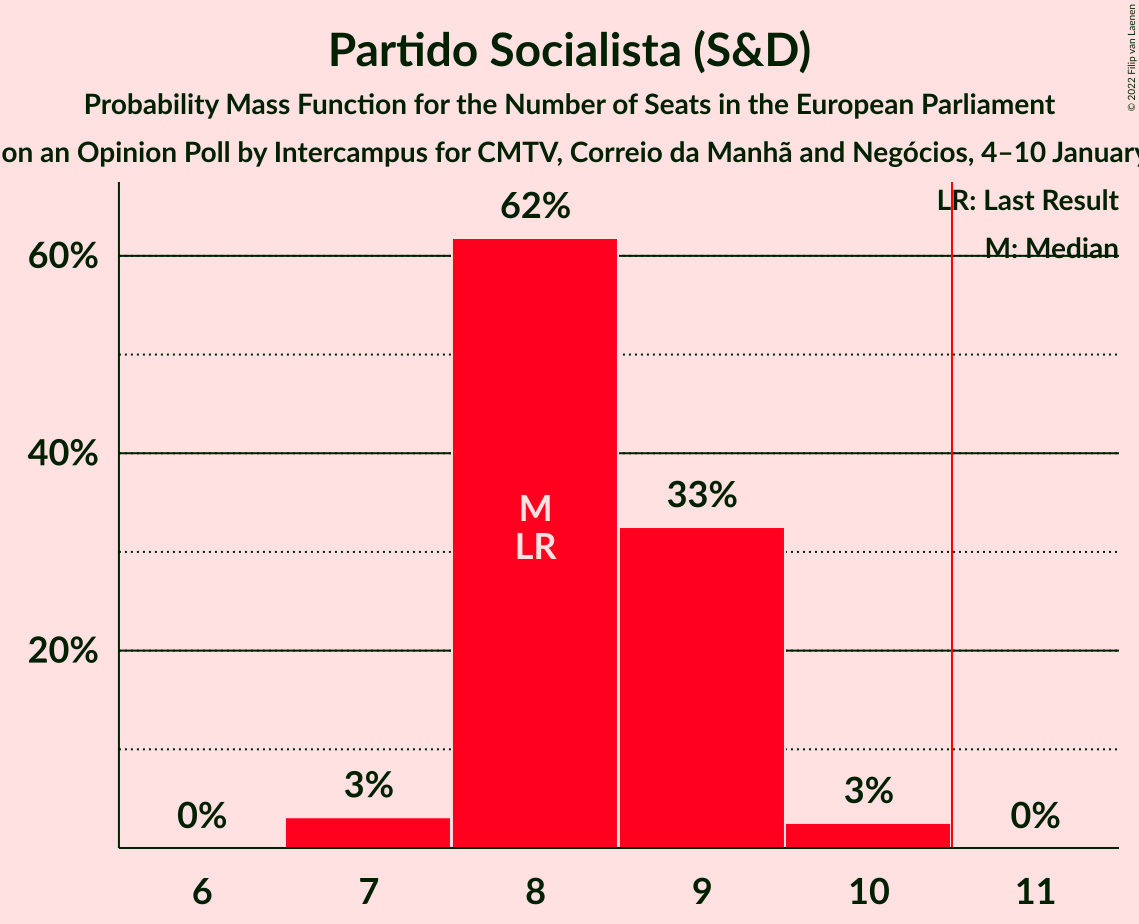 Partido Socialista (S&D)
Probability Mass Function for the Number of Seats in the European Parliament
on an Opinion Poll by Intercampus for CMTV, Correio da Manhã and Negócios, 4–10 January
© 2022 Filip van Laenen
LR: Last Result
M: Median
62%
60%
40%
33%
M
LR
20%
3%
3%
0%
0%
6 7 8 9 10 11